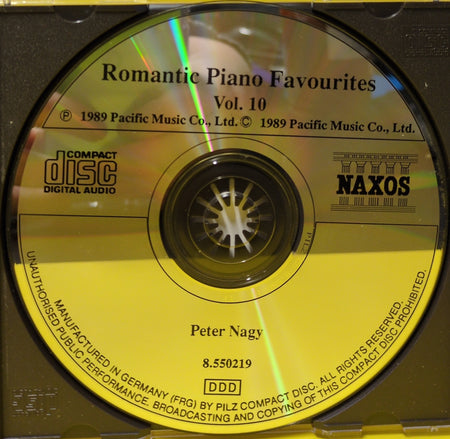 Romantic Piano Favourites
Vol. 10
Ⓟ 1989 Pacific Music Co., Ltd. © 1989 Pacific Music Co., Ltd.
COMPACT
disc
DIGITAL AUDIO
NAXOS
Peter Nagy
8.550219
DDD
MANUFACTURED IN GERMANY (FRG) BY PILZ COMPACT DISC. ALL RIGHTS RESERVED.
UNAUTHORISED PUBLIC PERFORMANCE. BROADCASTING AND COPYING OF THIS COMPACT DISC PROHIBITED.